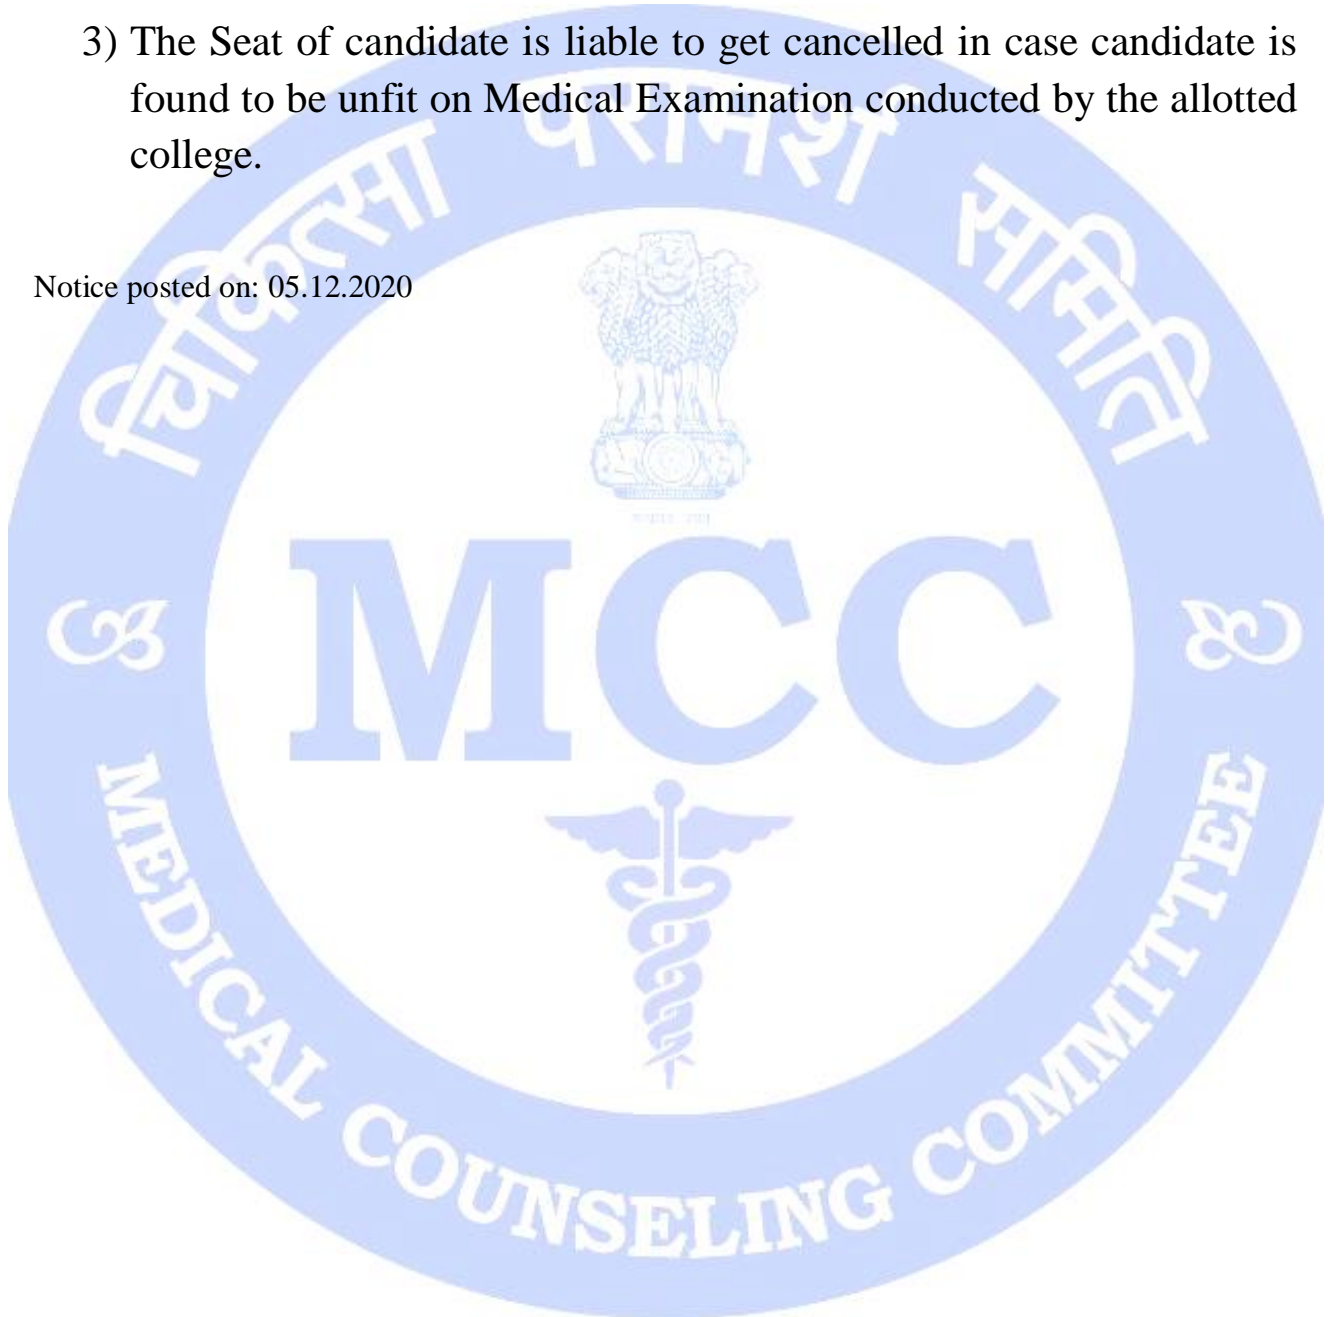 3) The Seat of candidate is liable to get cancelled in case candidate is
found to be unfit on Medical Examination conducted by the allotted
college.
Notice posted on: 05.12.2020
चिकित्सा परामर्श समिति
MCC
MEDICAL COUNSELING COMMITTEE